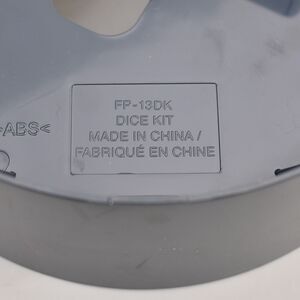 FP-13DK
DICE KIT
>ABS<
MADE IN CHINA /
FABRIQUÉ EN CHINE